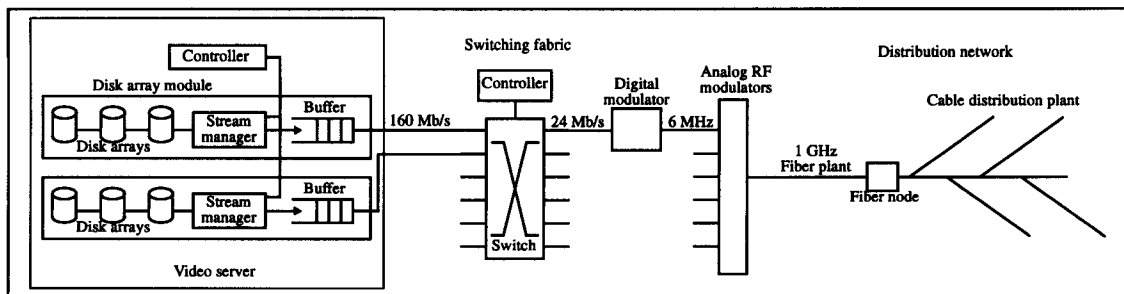 Controller
Disk array module
Buffer
Stream
manager
Disk arrays
Buffer
Stream
manager
Disk arrays
Video server
160 Mb/s
Switching fabric
Controller
Switch
24 Mb/s
Digital
modulator
6 MHz
Analog RF
modulators
Distribution network
Cable distribution plant
1 GHz
Fiber plant
Fiber node